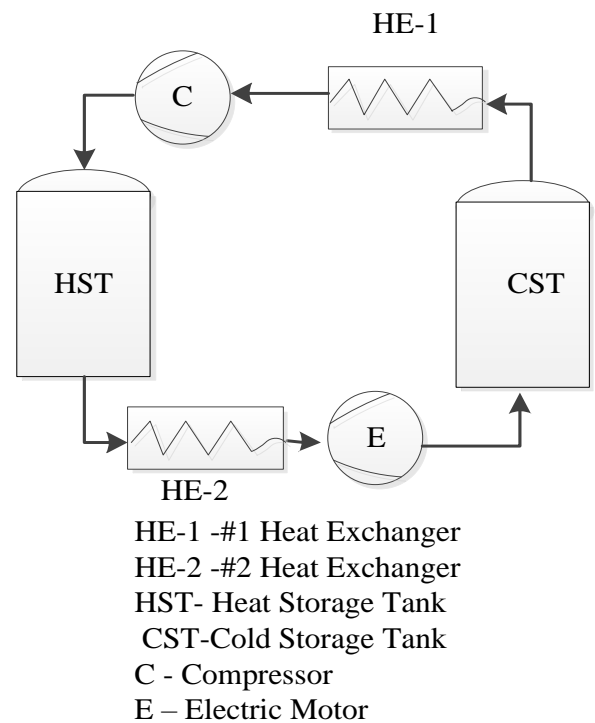 HE-1
C
HST
CST
E
HE-2
HE-1 -#1 Heat Exchanger
HE-2 -#2 Heat Exchanger
HST- Heat Storage Tank
CST-Cold Storage Tank
C - Compressor
E – Electric Motor